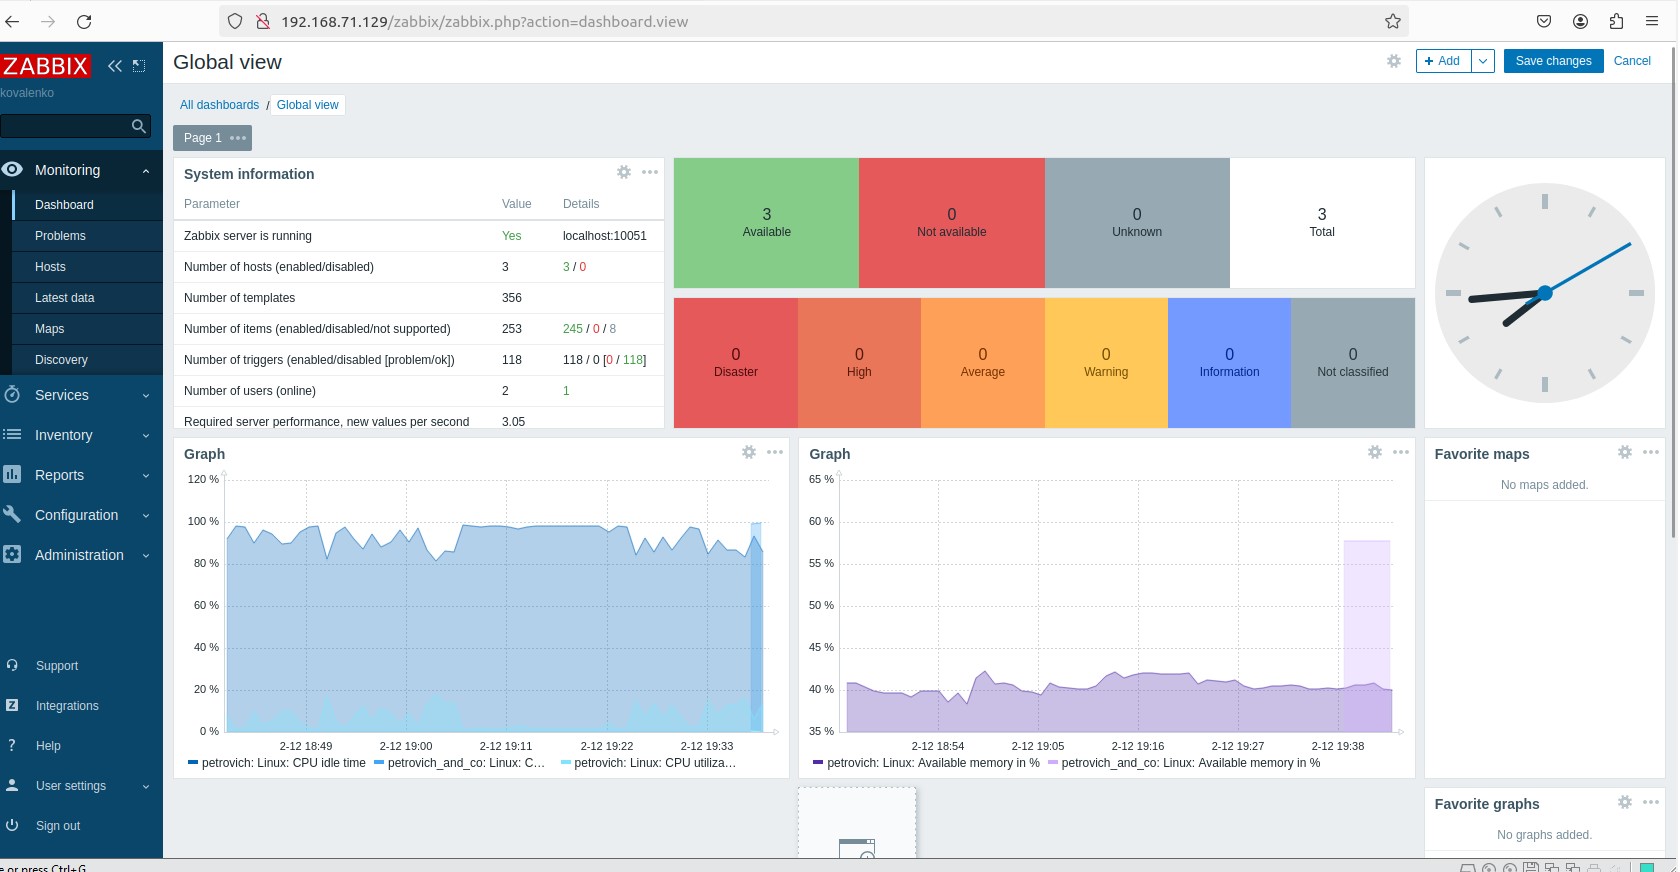 192.168.71.129/zabbix/zabbix.php?action=dashboard.view
ZABBIX
kovalenko
Monitoring
Dashboard
Problems
Hosts
Latest data
Maps
Discovery
Services
Inventory
Reports
Configuration
Administration
Support
Z Integrations
? Help
User settings
Sign out
Global view
+ Add
Save changes
Cancel
All dashboards / Global view
Page 1
System information
Parameter Value Details
Zabbix server is running Yes localhost:10051
Number of hosts (enabled/disabled) 3 3 / 0
Number of templates 356
Number of items (enabled/disabled/not supported) 253 245 / 0 / 8
Number of triggers (enabled/disabled [problem/ok]) 118 118 / 0 [0 / 118]
Number of users (online) 2 1
Required server performance, new values per second 3.05
3 0 0 3
Available Not available Unknown Total
0 0 0 0 0 0
Disaster High Average Warning Information Not classified
Graph
120 %
100 %
80 %
60 %
40 %
20 %
0 %
2-12 18:49 2-12 19:00 2-12 19:11 2-12 19:22 2-12 19:33
petrovich: Linux: CPU idle time petrovich_and_co: Linux: C... petrovich: Linux: CPU utiliza...
Graph
65 %
60 %
55 %
50 %
45 %
40 %
35 %
2-12 18:54 2-12 19:05 2-12 19:16 2-12 19:27 2-12 19:38
petrovich: Linux: Available memory in % petrovich_and_co: Linux: Available memory in %
Favorite maps
No maps added.
Favorite graphs
No graphs added.
e or press Ctrl+G